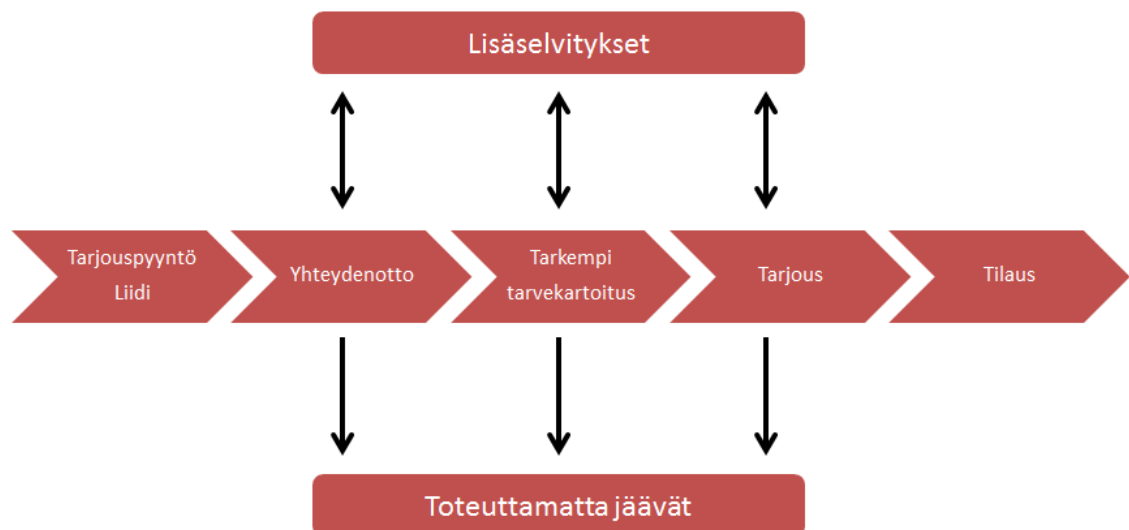 Lisäselvitykset
Tarjouspyyntö
Liidi
Yhteydenotto
Tarkempi
tarvekartoitus
Tarjous
Tilaus
Toteuttamatta jäävät